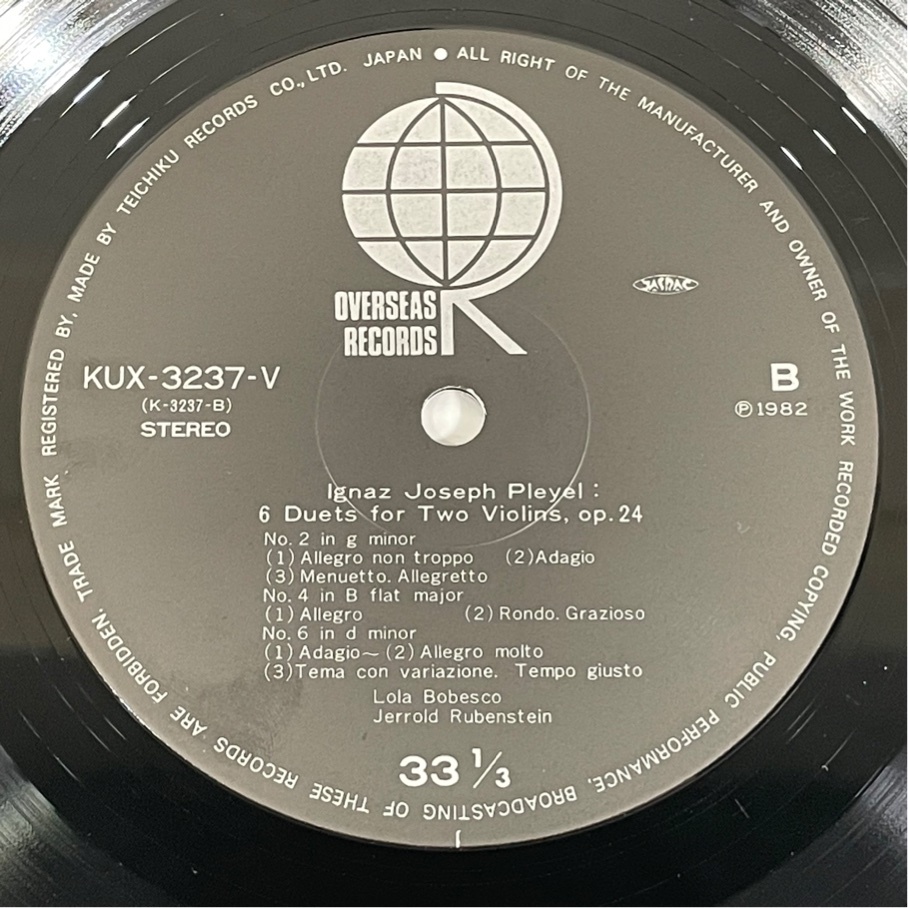 TRADE MARK REGISTERED BY, MADE BY TEICHIKU RECORDS CO., LTD. JAPAN ● ALL RIGHT OF THE MANUFACTURER AND OWNER OF THE WORK RECORDED COPYING, PUBLIC PERFORMANCE, BROADCASTING OF THESE RECORDS ARE FORBIDDEN.
OVERSEAS
RECORDS
R
JASRAC
KUX-3237-V
(K-3237-B)
STEREO
B
Ⓟ1982
Ignaz Joseph Pleyel:
6 Duets for Two Violins, op.24
No. 2 in g minor
(1) Allegro non troppo (2) Adagio
(3) Menuetto. Allegretto
No. 4 in B flat major
(1) Allegro (2) Rondo. Grazioso
No. 6 in d minor
(1) Adagio~(2) Allegro molto
(3) Tema con variazione. Tempo giusto
Lola Bobesco
Jerrold Rubenstein
33 1/3